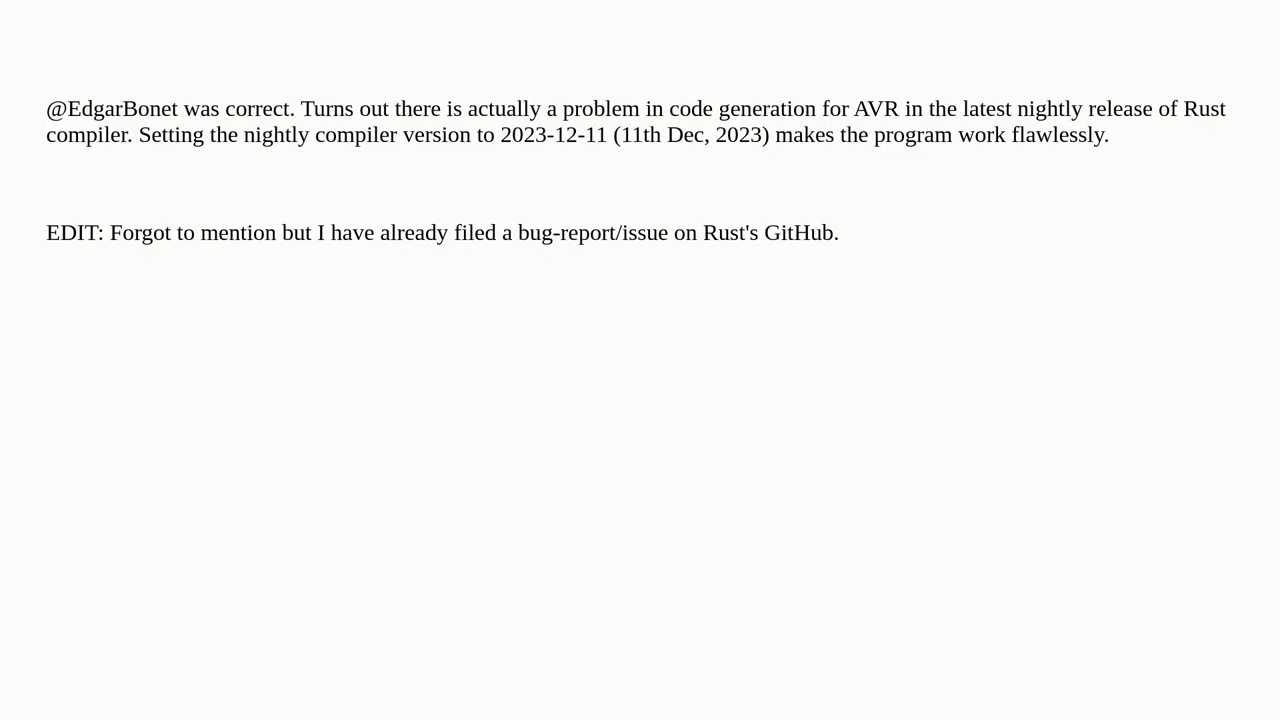 @EdgarBonet was correct. Turns out there is actually a problem in code generation for AVR in the latest nightly release of Rust
compiler. Setting the nightly compiler version to 2023-12-11 (11th Dec, 2023) makes the program work flawlessly.
EDIT: Forgot to mention but I have already filed a bug-report/issue on Rust's GitHub.